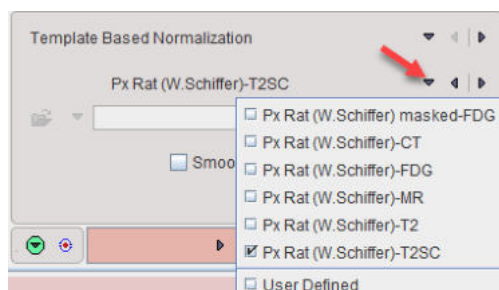 Template Based Normalization
Px Rat (W.Schiffer)-T2SC
Px Rat (W.Schiffer) masked-FDG
Px Rat (W.Schiffer)-CT
Smoo
Px Rat (W.Schiffer)-FDG
Px Rat (W.Schiffer)-MR
Px Rat (W.Schiffer)-T2
Px Rat (W.Schiffer)-T2SC
User Defined